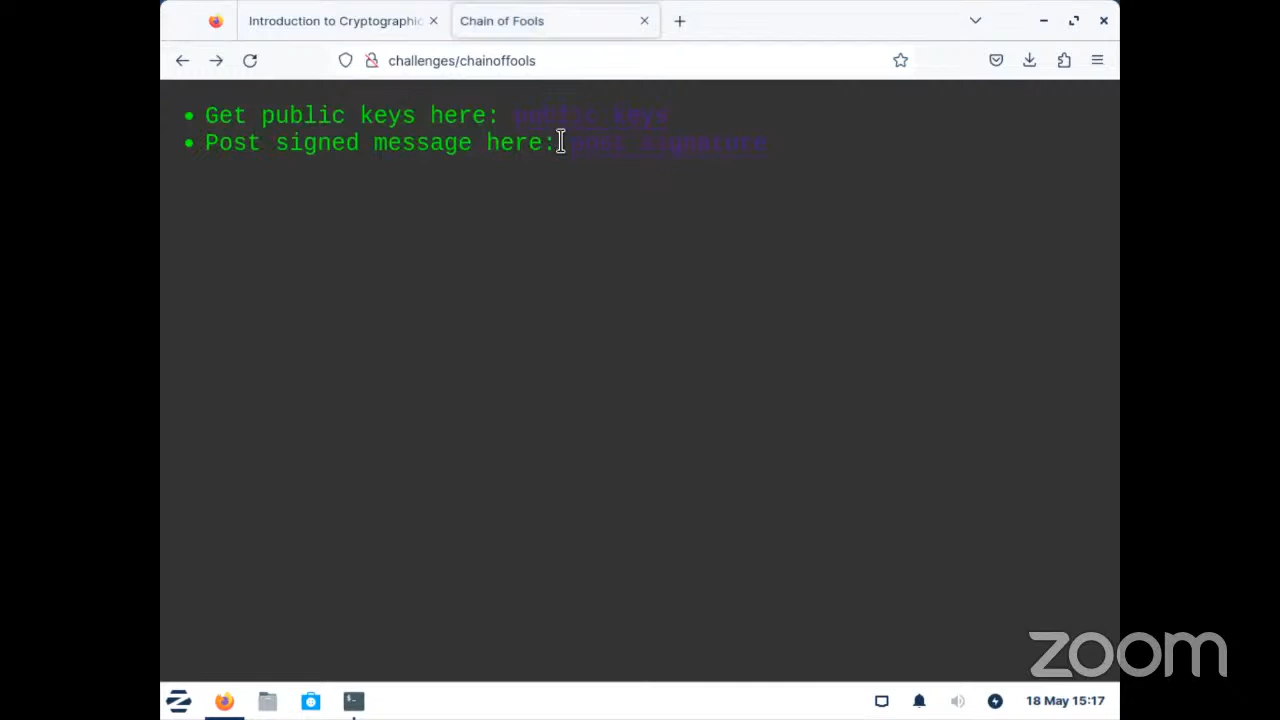 Introduction to Cryptographic
Chain of Fools
challenges/chainoffools
• Get public keys here: public keys
• Post signed message here: post signature
zoom
18 May 15:17